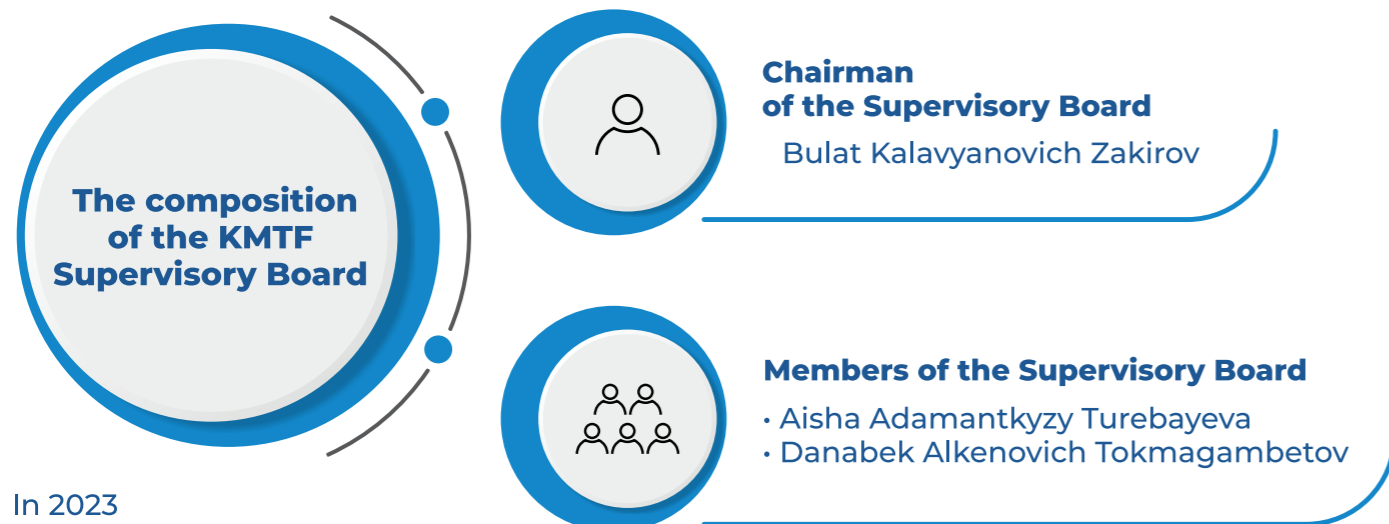 The composition
of the KMTF
Supervisory Board
Chairman
of the Supervisory Board
Bulat Kalavyanovich Zakirov
Members of the Supervisory Board
• Aisha Adamantkyzy Turebayeva
• Danabek Alkenovich Tokmagambetov
In 2023